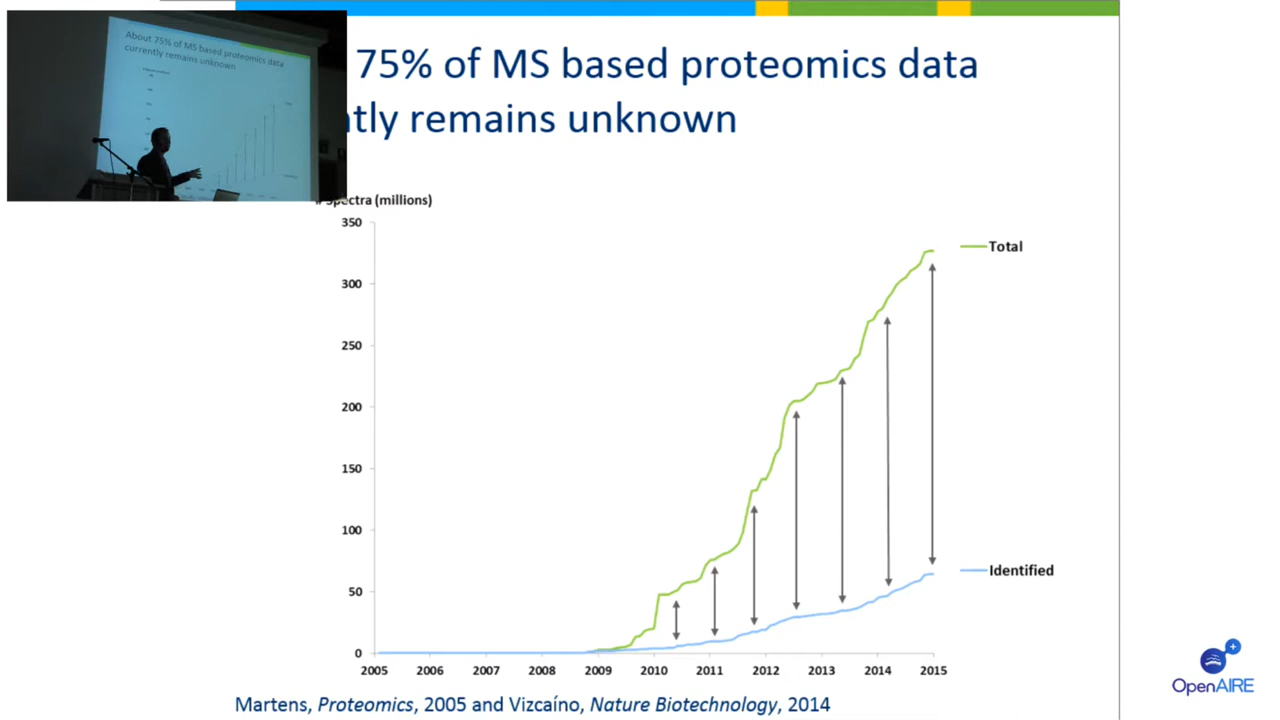 About 75% of MS based proteomics data
currently remains unknown
75% of MS based proteomics data
ntly remains unknown
# Spectra (millions)
350
300
250
200
150
100
50
0
Total
Identified
2005 2006 2007 2008 2009 2010 2011 2012 2013 2014 2015
Martens, Proteomics, 2005 and Vizcaíno, Nature Biotechnology, 2014
OpenAIRE